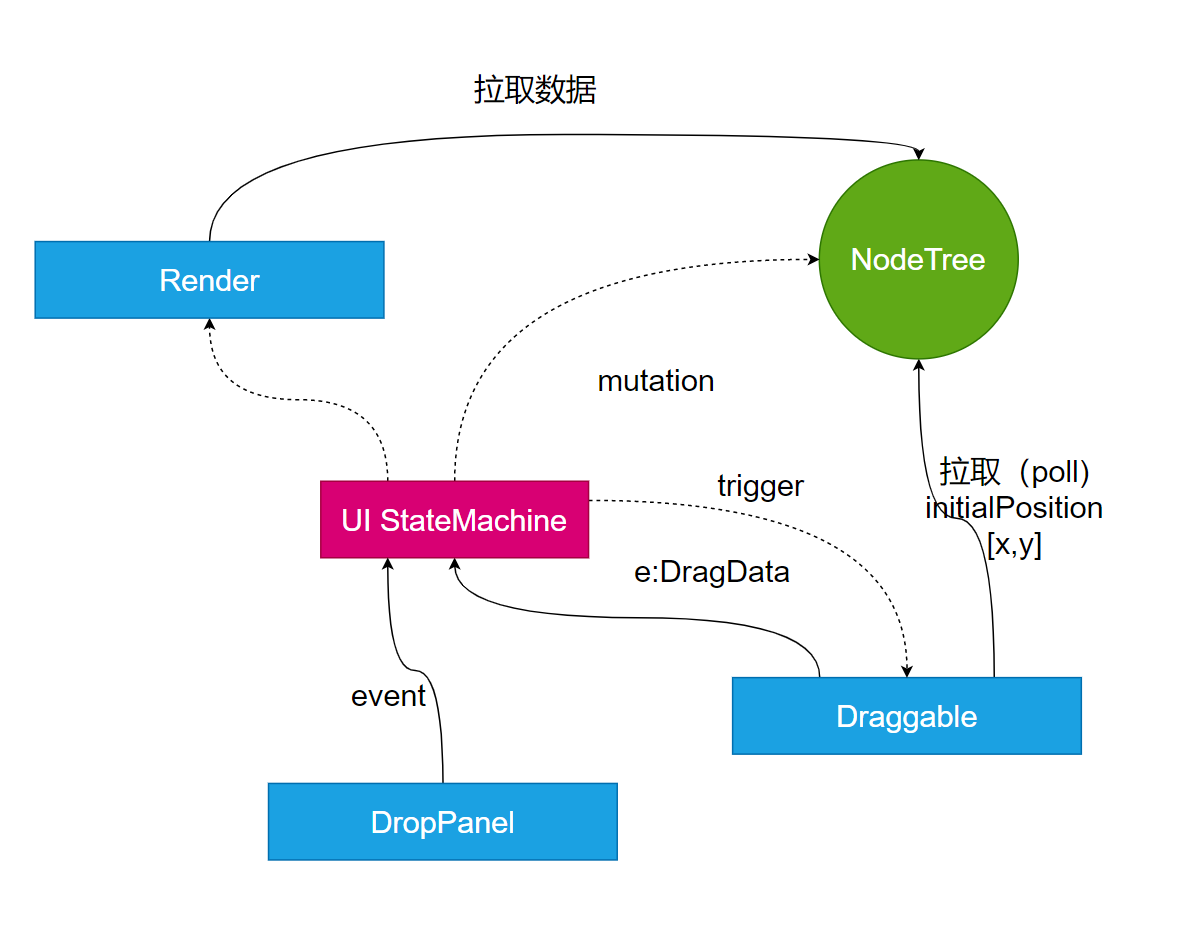 拉取数据
Render
NodeTree
mutation
拉取（poll）
initialPosition
[x,y]
trigger
UI StateMachine
e:DragData
event
Draggable
DropPanel